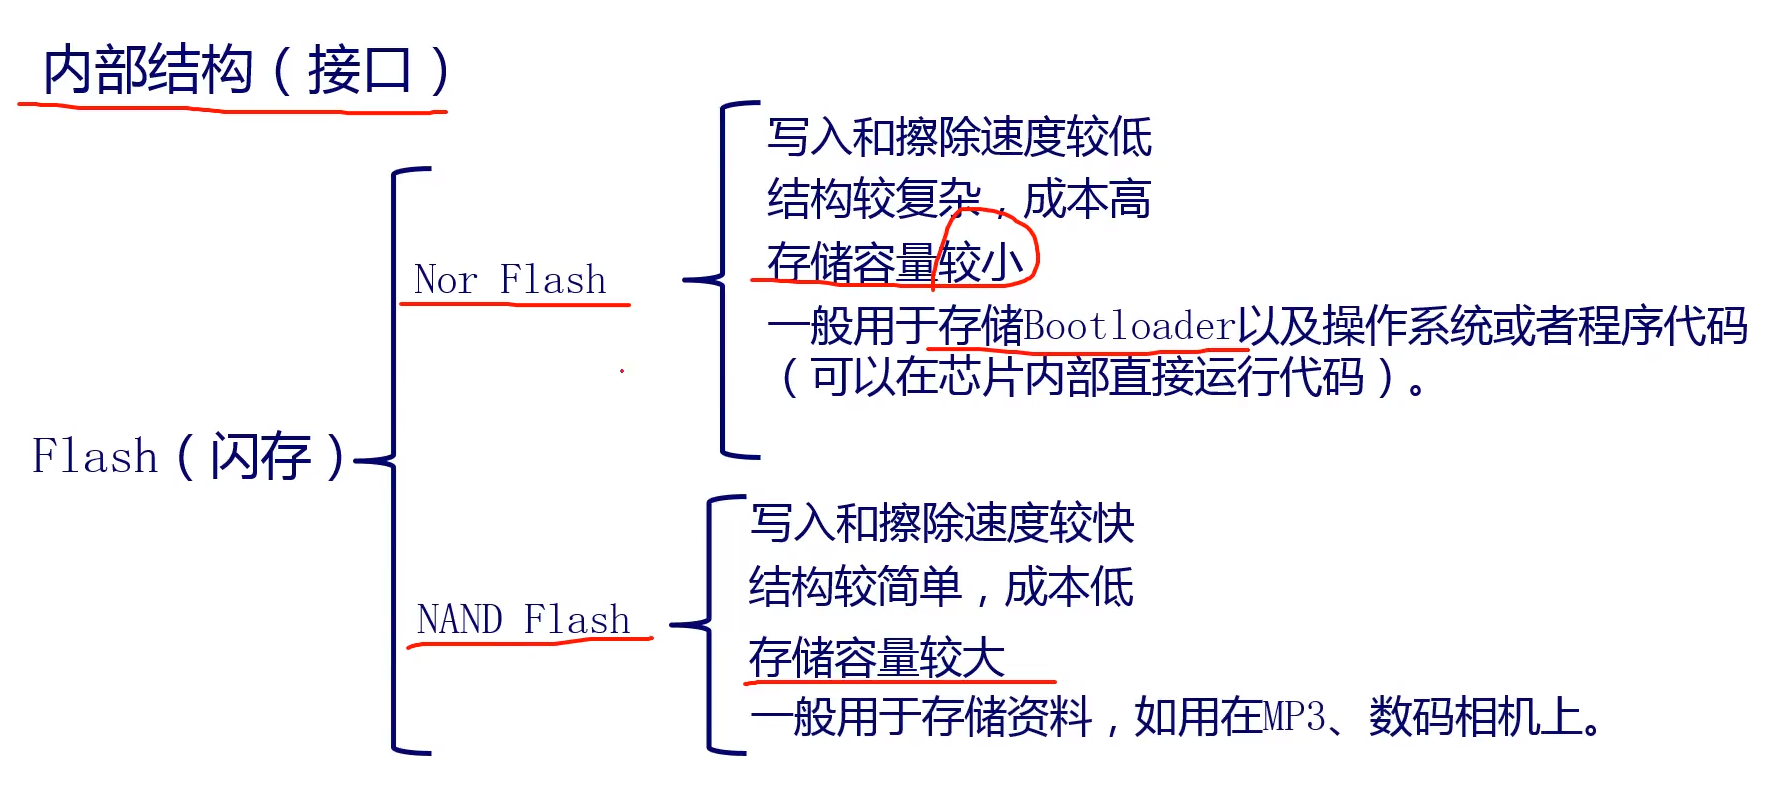 内部结构（接口）
写入和擦除速度较低
结构较复杂，成本高
存储容量较小
Nor Flash
一般用于存储Bootloader以及操作系统或者程序代码
（可以在芯片内部直接运行代码）。
Flash（闪存）
写入和擦除速度较快
结构较简单，成本低
NAND Flash
存储容量较大
一般用于存储资料，如用在MP3、数码相机上。